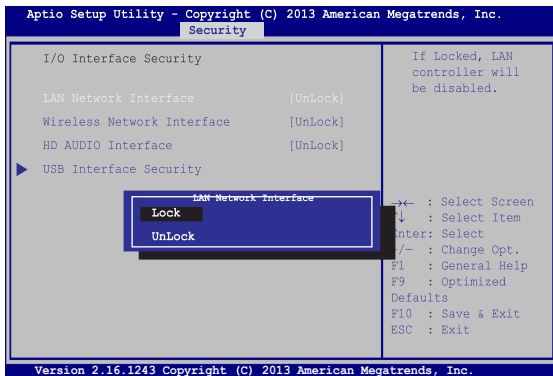 Aptio Setup Utility - Copyright (C) 2013 American Megatrends, Inc.
Security
I/O Interface Security
LAN Network Interface [UnLock]
Wireless Network Interface [UnLock]
HD AUDIO Interface [UnLock]
USB Interface Security
LAN Network Interface
Lock
UnLock
If Locked, LAN
controller will
be disabled.
→← : Select Screen
↑↓ : Select Item
Enter: Select
+/— : Change Opt.
F1 : General Help
F9 : Optimized
Defaults
F10 : Save & Exit
ESC : Exit
Version 2.16.1243 Copyright (C) 2013 American Megatrends, Inc.